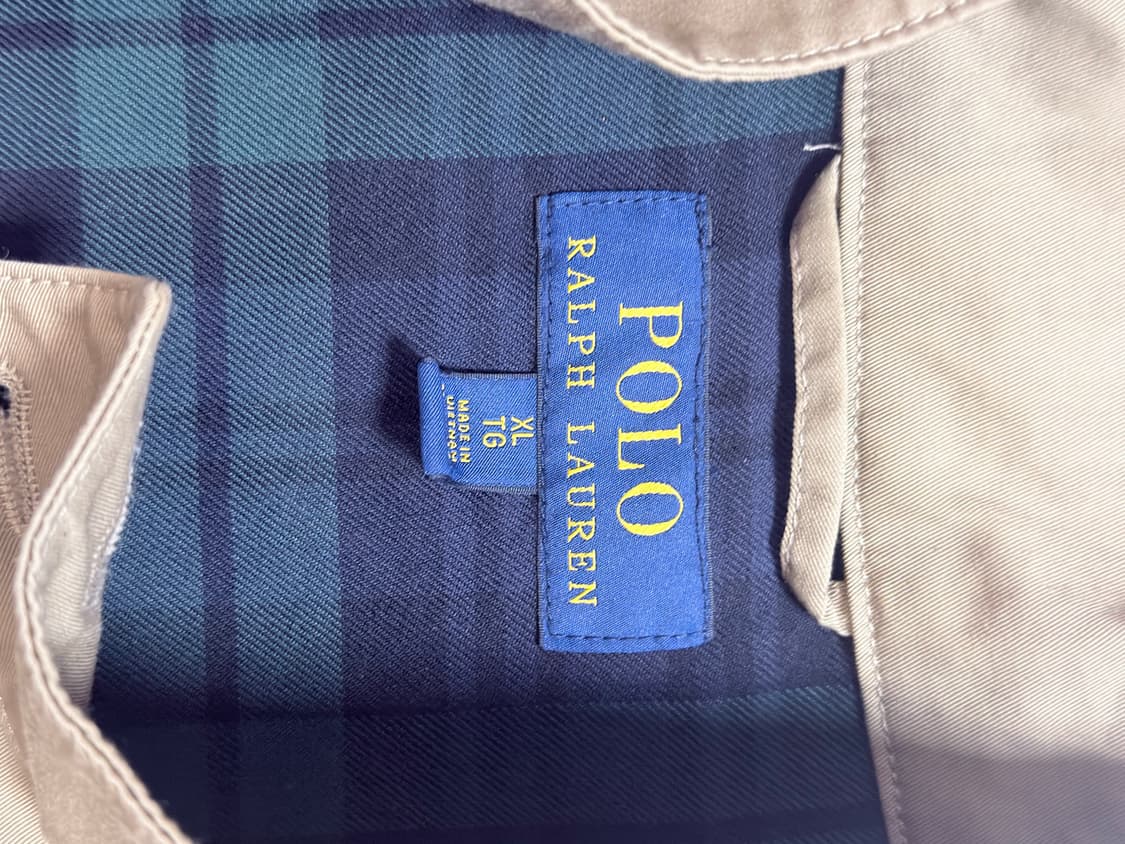 POLO
RALPH LAUREN
XL
TG
MADE IN
VIETNAM